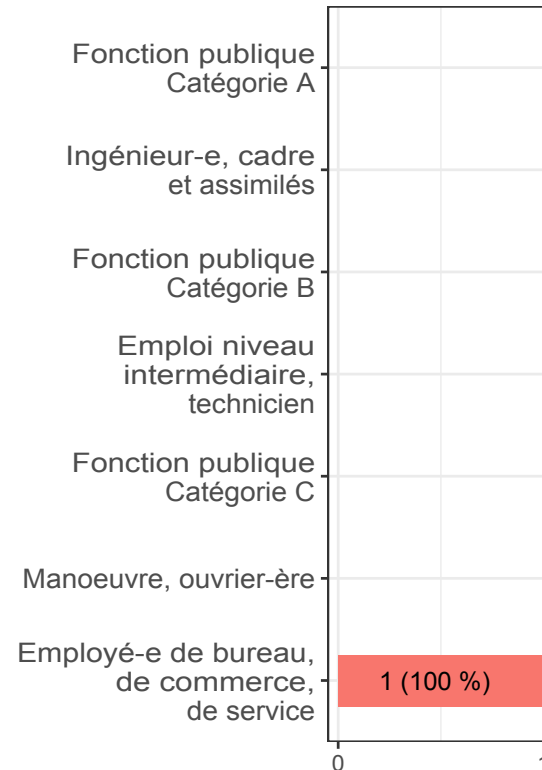 Fonction publique
Catégorie A
Ingénieur-e, cadre
et assimilés
Fonction publique
Catégorie B
Emploi niveau
intermédiaire,
technicien
Fonction publique
Catégorie C
Manoeuvre, ouvrier-ère
Employé-e de bureau,
de commerce,
de service
1 (100 %)
0
1